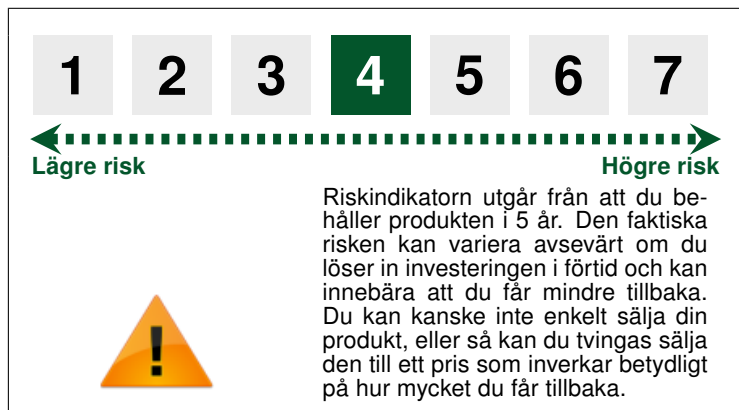 1 2 3 4 5 6 7
Lägre risk Högre risk
Riskindikatorn utgår från att du be-
håller produkten i 5 år. Den faktiska
risken kan variera avsevärt om du
löser in investeringen i förtid och kan
innebära att du får mindre tillbaka.
Du kan kanske inte enkelt sälja din
produkt, eller så kan du tvingas sälja
den till ett pris som inverkar betydligt
på hur mycket du får tillbaka.
!